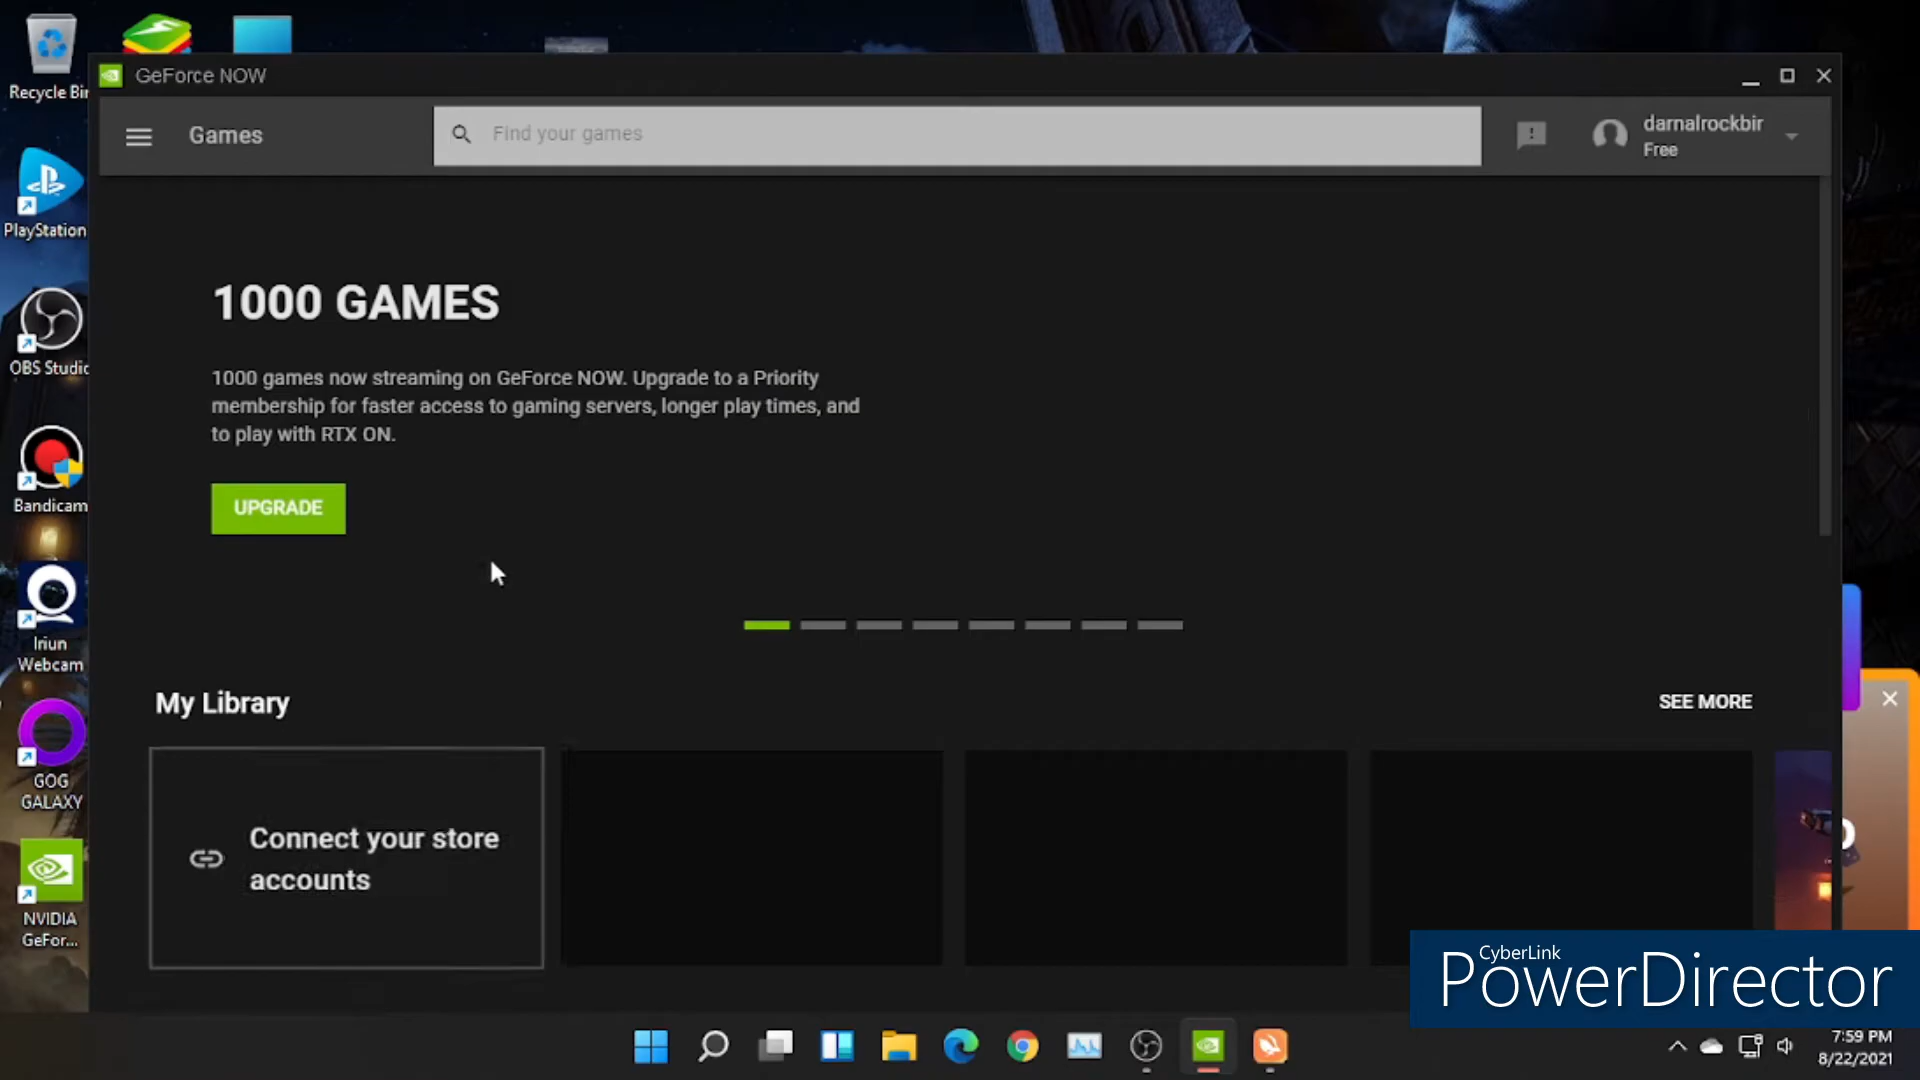 Recycle Bin
GeForce NOW
Games
Find your games
darnalrockbir
Free
PlayStation
1000 GAMES
1000 games now streaming on GeForce NOW. Upgrade to a Priority
membership for faster access to gaming servers, longer play times, and
to play with RTX ON.
OBS Studio
Bandicam
UPGRADE
Iriun
Webcam
My Library
SEE MORE
GOG
GALAXY
Connect your store
accounts
NVIDIA
GeFor...
CyberLink
PowerDirector
7:59 PM
8/22/2021